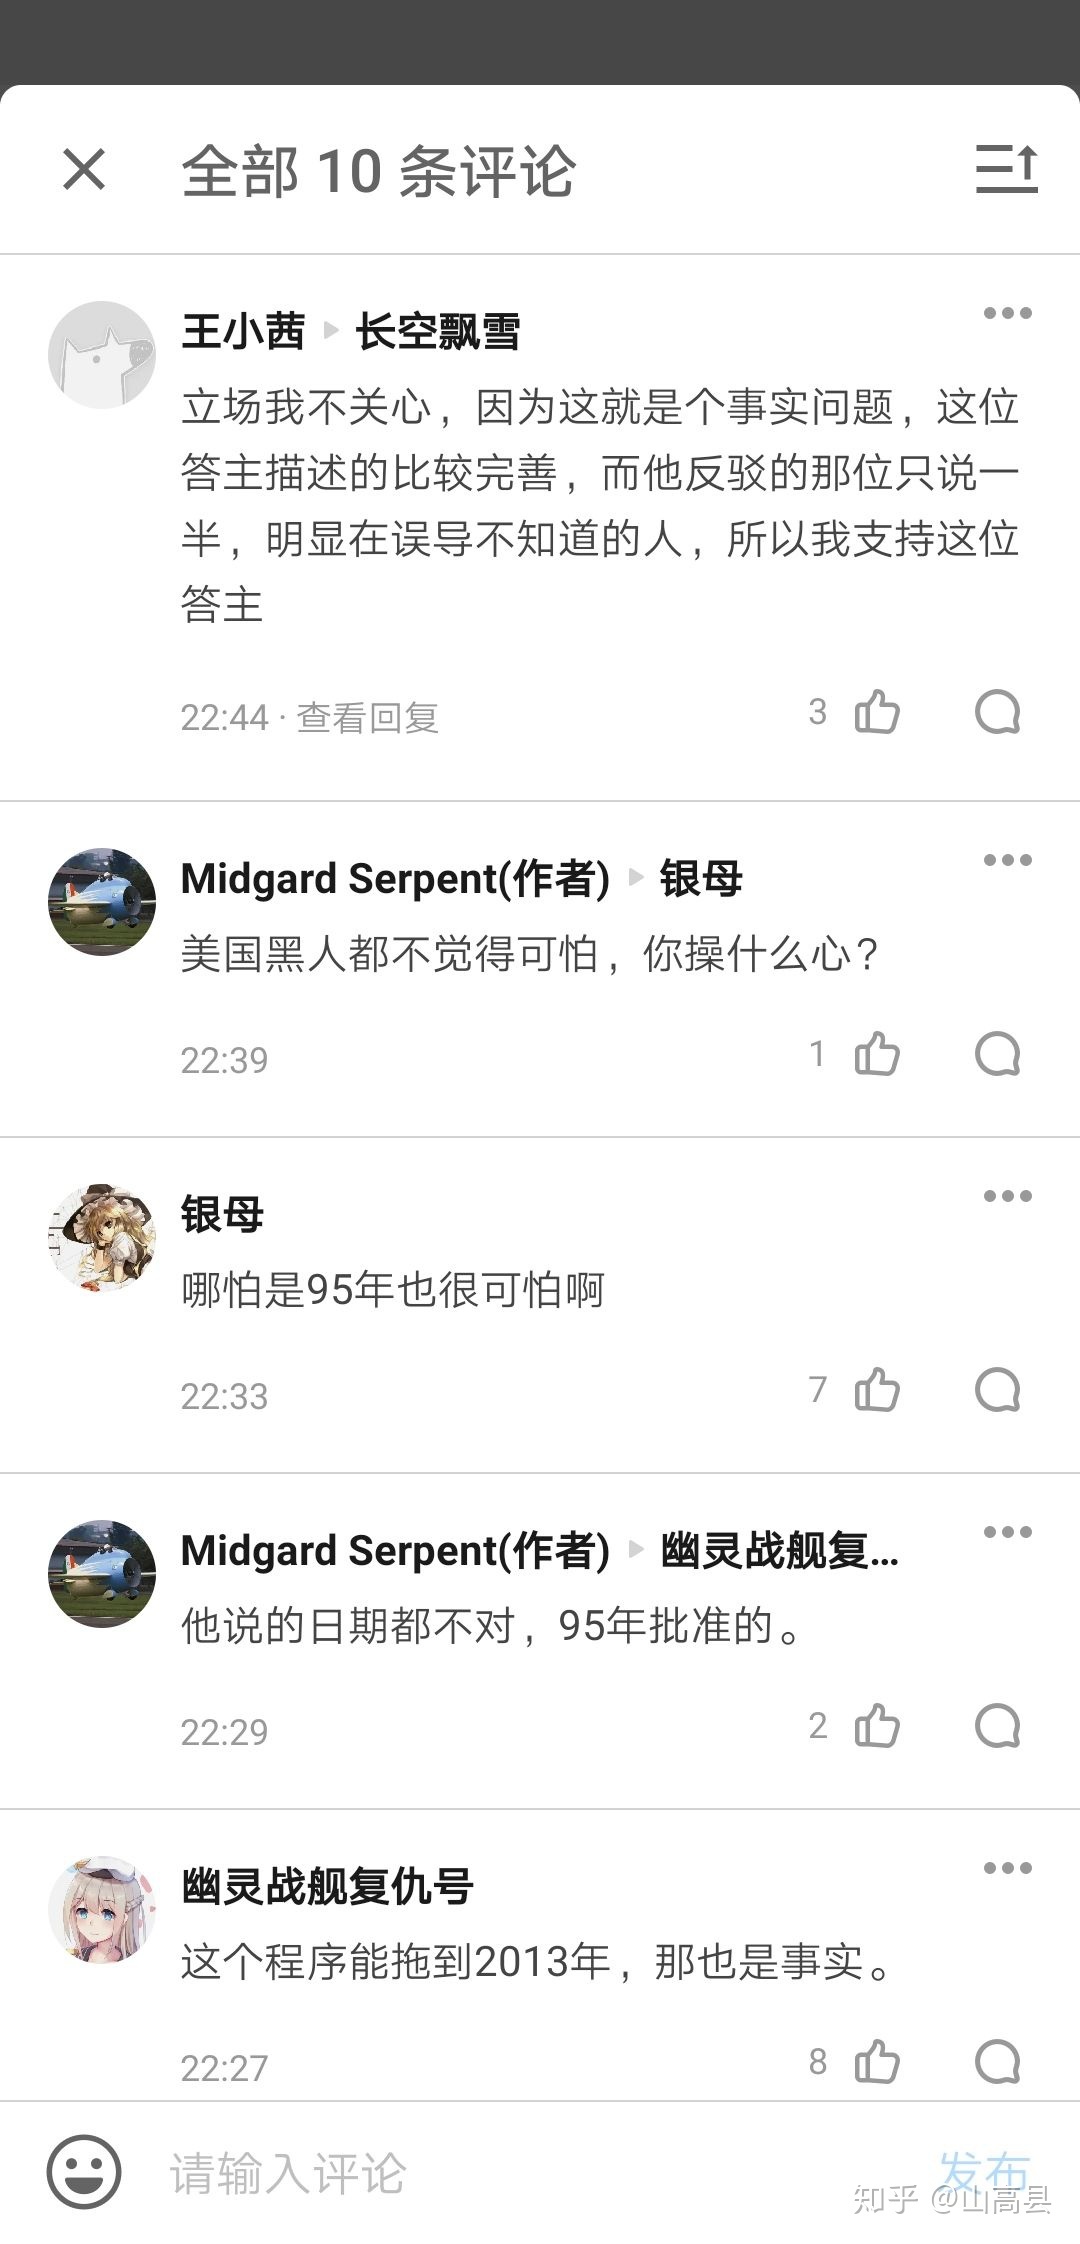 全部 10 条评论
王小茜 ▸ 长空飘雪
立场我不关心，因为这就是个事实问题，这位
答主描述的比较完善，而他反驳的那位只说一
半，明显在误导不知道的人，所以我支持这位
答主
22:44 · 查看回复
3
Midgard Serpent(作者) ▸ 银母
美国黑人都不觉得可怕，你操什么心？
22:39
1
银母
哪怕是95年也很可怕啊
22:33
7
Midgard Serpent(作者) ▸ 幽灵战舰复...
他说的日期都不对，95年批准的。
22:29
2
幽灵战舰复仇号
这个程序能拖到2013年，那也是事实。
22:27
8
请输入评论
发布
知乎 @山高县